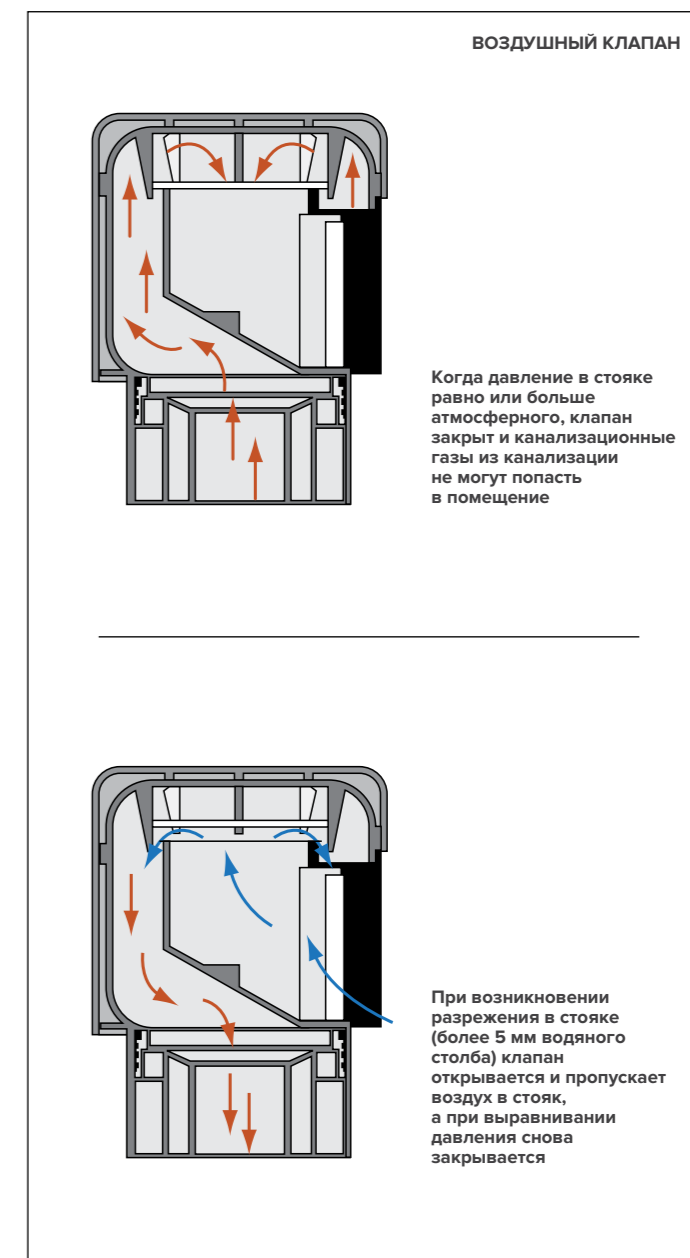 ВОЗДУШНЫЙ КЛАПАН
Когда давление в стояке
равно или больше
атмосферного, клапан
закрыт и канализационные
газы из канализации
не могут попасть
в помещение
При возникновении
разрежения в стояке
(более 5 мм водяного
столба) клапан
открывается и пропускает
воздух в стояк,
а при выравнивании
давления снова
закрывается